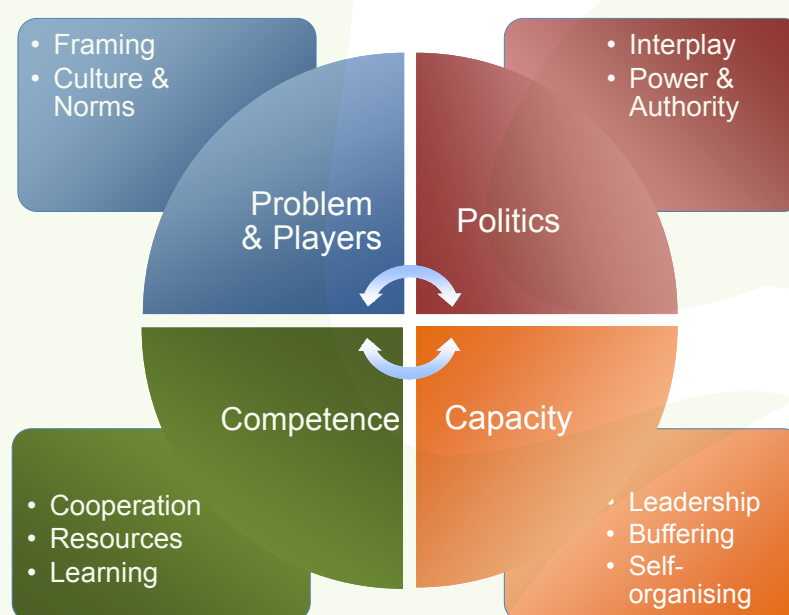 • Framing
• Culture &
Norms
• Interplay
• Power &
Authority
Problem
& Players
Politics
Competence
Capacity
• Cooperation
• Resources
• Learning
• Leadership
• Buffering
• Self-
organising